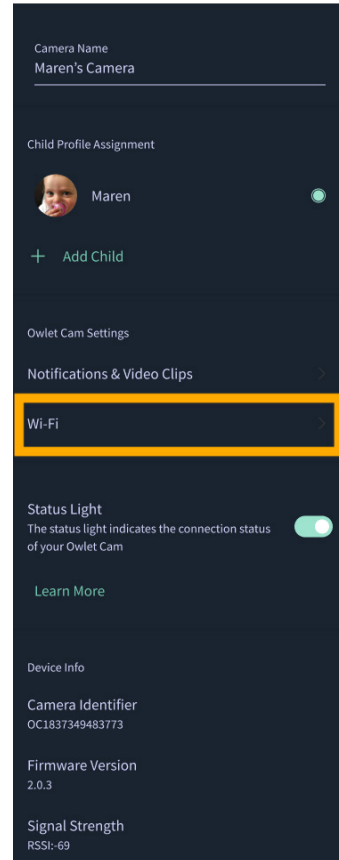 Camera Name
Maren's Camera
Child Profile Assignment
Maren
+ Add Child
Owlet Cam Settings
Notifications & Video Clips
Wi-Fi
Status Light
The status light indicates the connection status
of your Owlet Cam
Learn More
Device Info
Camera Identifier
OC1837349483773
Firmware Version
2.0.3
Signal Strength
RSSI:-69